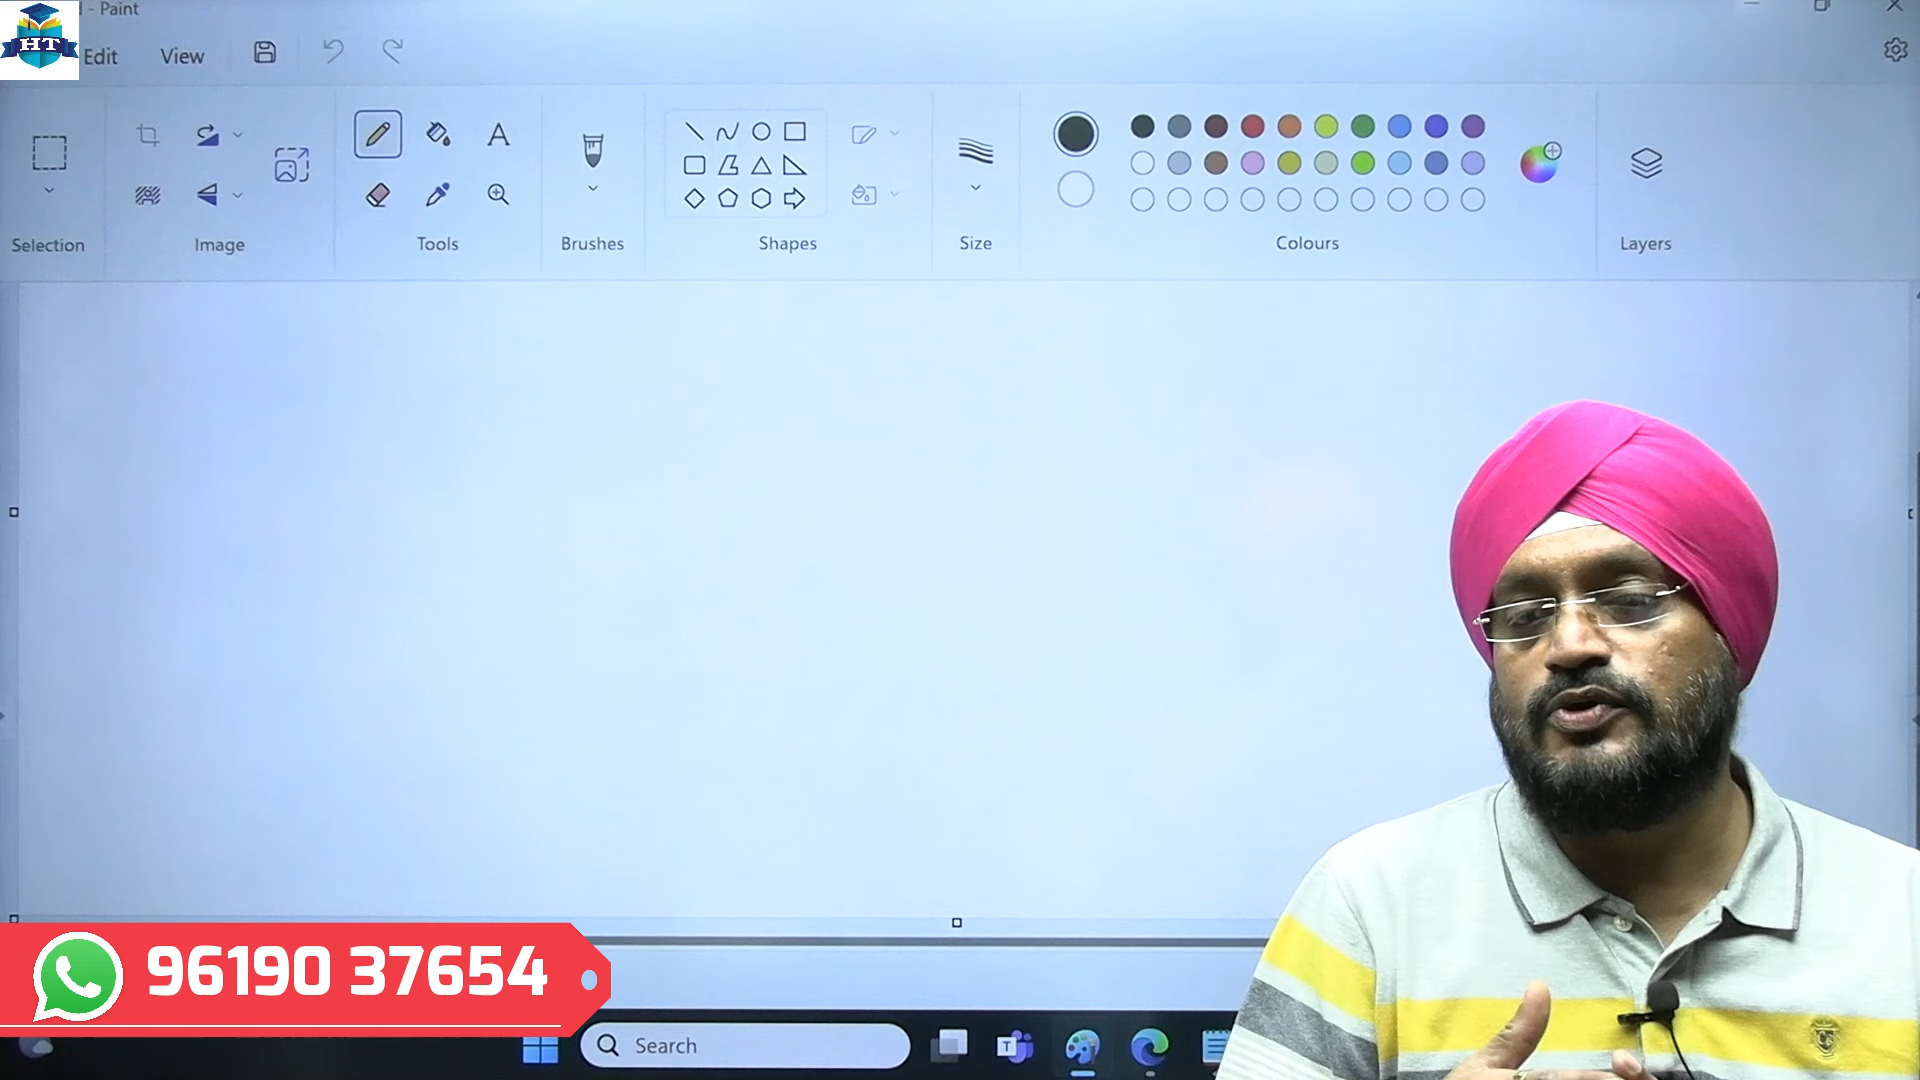 - Paint
HT
Edit View
A
Selection
Image
Tools
Brushes
Shapes
Size
Colours
Layers
96190 37654
Search
T